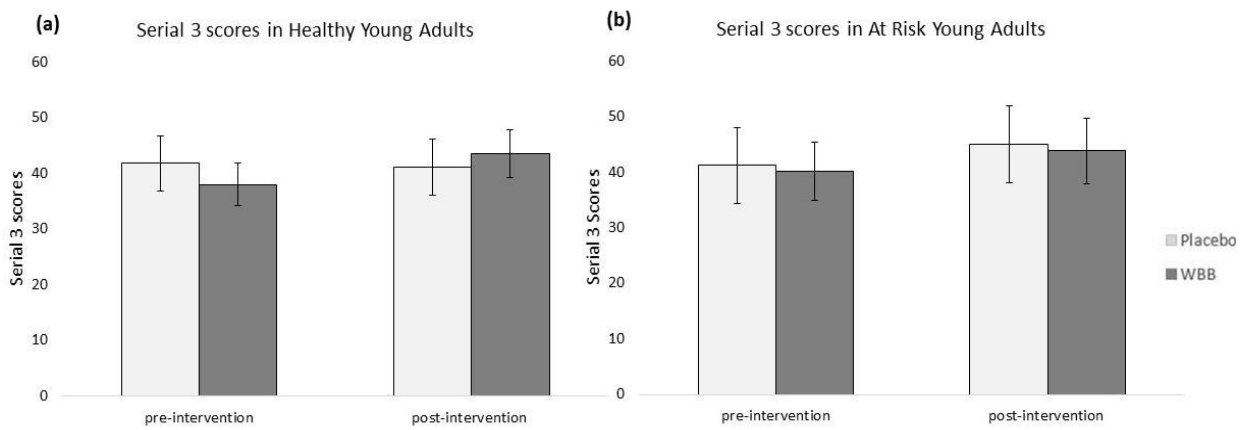 (a)
Serial 3 scores in Healthy Young Adults
60
50
40
30
20
10
0
Serial 3 scores
pre-intervention
post-intervention
(b)
Serial 3 scores in At Risk Young Adults
60
50
40
30
20
10
0
Serial 3 Scores
pre-intervention
post-intervention
Placebo
WBB